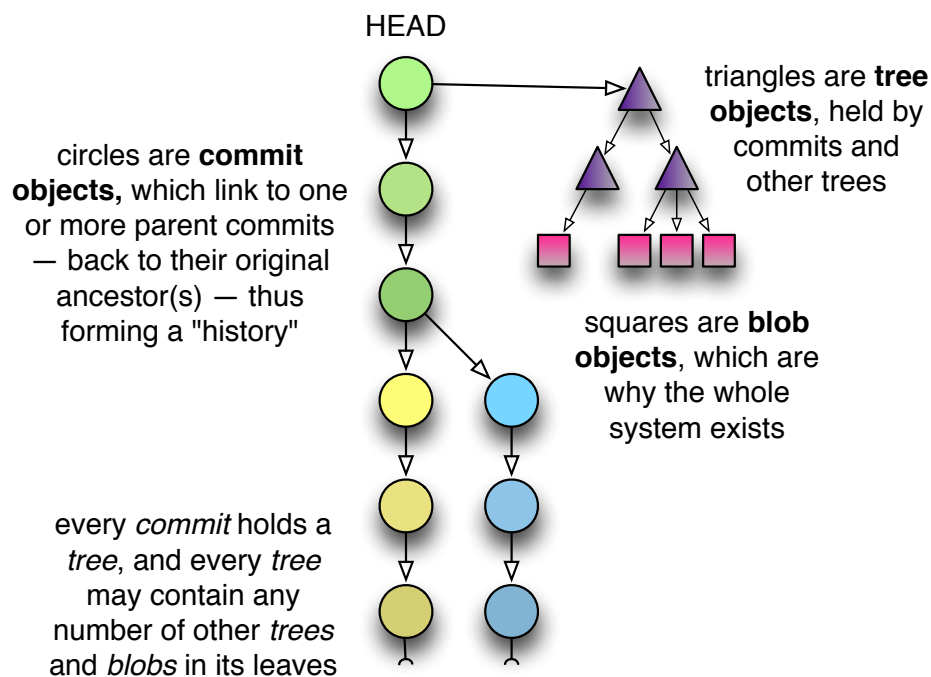 HEAD
triangles are tree
objects, held by
commits and
other trees
circles are commit
objects, which link to one
or more parent commits
— back to their original
ancestor(s) — thus
forming a "history"
squares are blob
objects, which are
why the whole
system exists
every commit holds a
tree, and every tree
may contain any
number of other trees
and blobs in its leaves